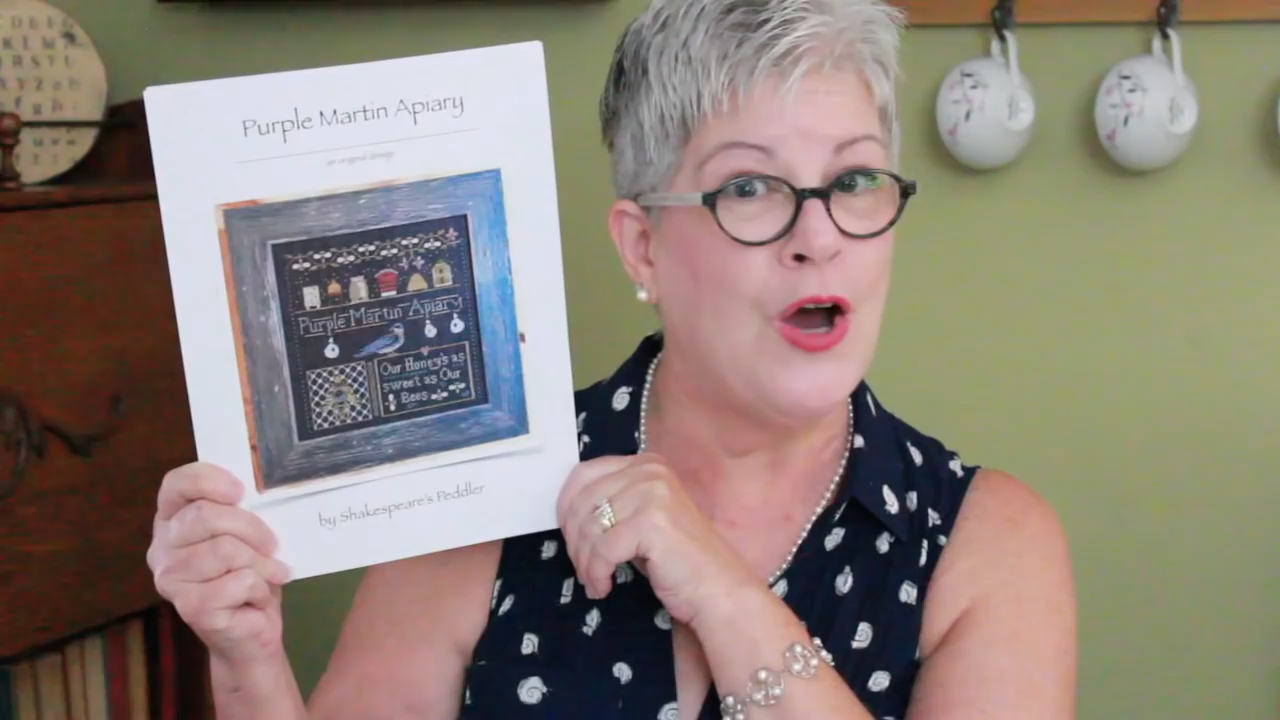 Purple Martin Apiary
an original design
Purple Martin Apiary
Our Honey's as
sweet as Our
Bees
by Shakespeare's Peddler